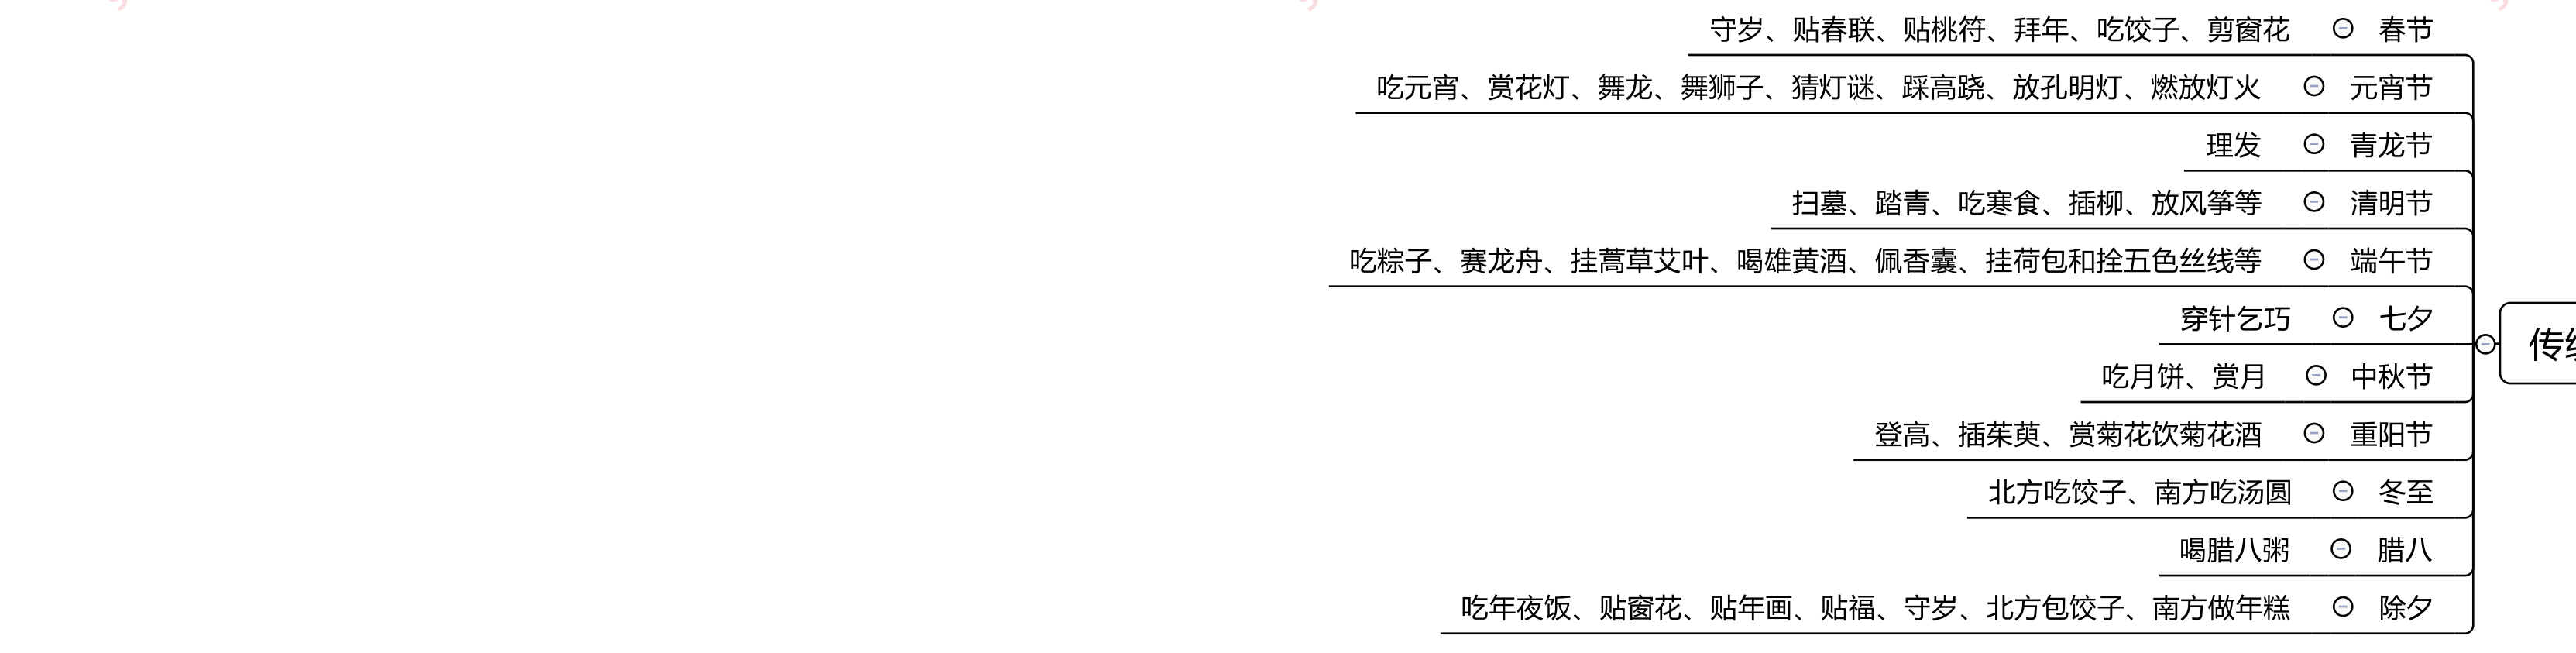 守岁、贴春联、贴桃符、拜年、吃饺子、剪窗花 春节
吃元宵、赏花灯、舞龙、舞狮子、猜灯谜、踩高跷、放孔明灯、燃放灯火 元宵节
理发 青龙节
扫墓、踏青、吃寒食、插柳、放风筝等 清明节
吃粽子、赛龙舟、挂蒿草艾叶、喝雄黄酒、佩香囊、挂荷包和拴五色丝线等 端午节
穿针乞巧 七夕
传
吃月饼、赏月 中秋节
登高、插茱萸、赏菊花饮菊花酒 重阳节
北方吃饺子、南方吃汤圆 冬至
喝腊八粥 腊八
吃年夜饭、贴窗花、贴年画、贴福、守岁、北方包饺子、南方做年糕 除夕